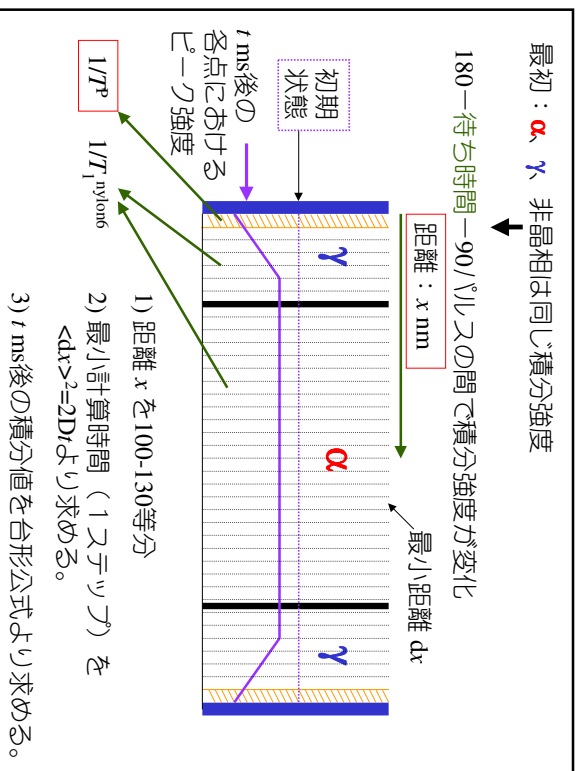 最初：α、γ、非晶相は同じ積分強度
180－待ち時間－90パルスの間で積分強度が変化
距離：x nm
最小距離 dx
初期
状態
t ms後の
各点における
ピーク強度
γ
α
γ
1/Tᴾ
1/T₁ⁿʸˡᵒⁿ⁶
1) 距離 x を100-130等分
2) 最小計算時間（１ステップ）を
<dx>²=2Dtより求める。
3) t ms後の積分値を台形公式より求める。